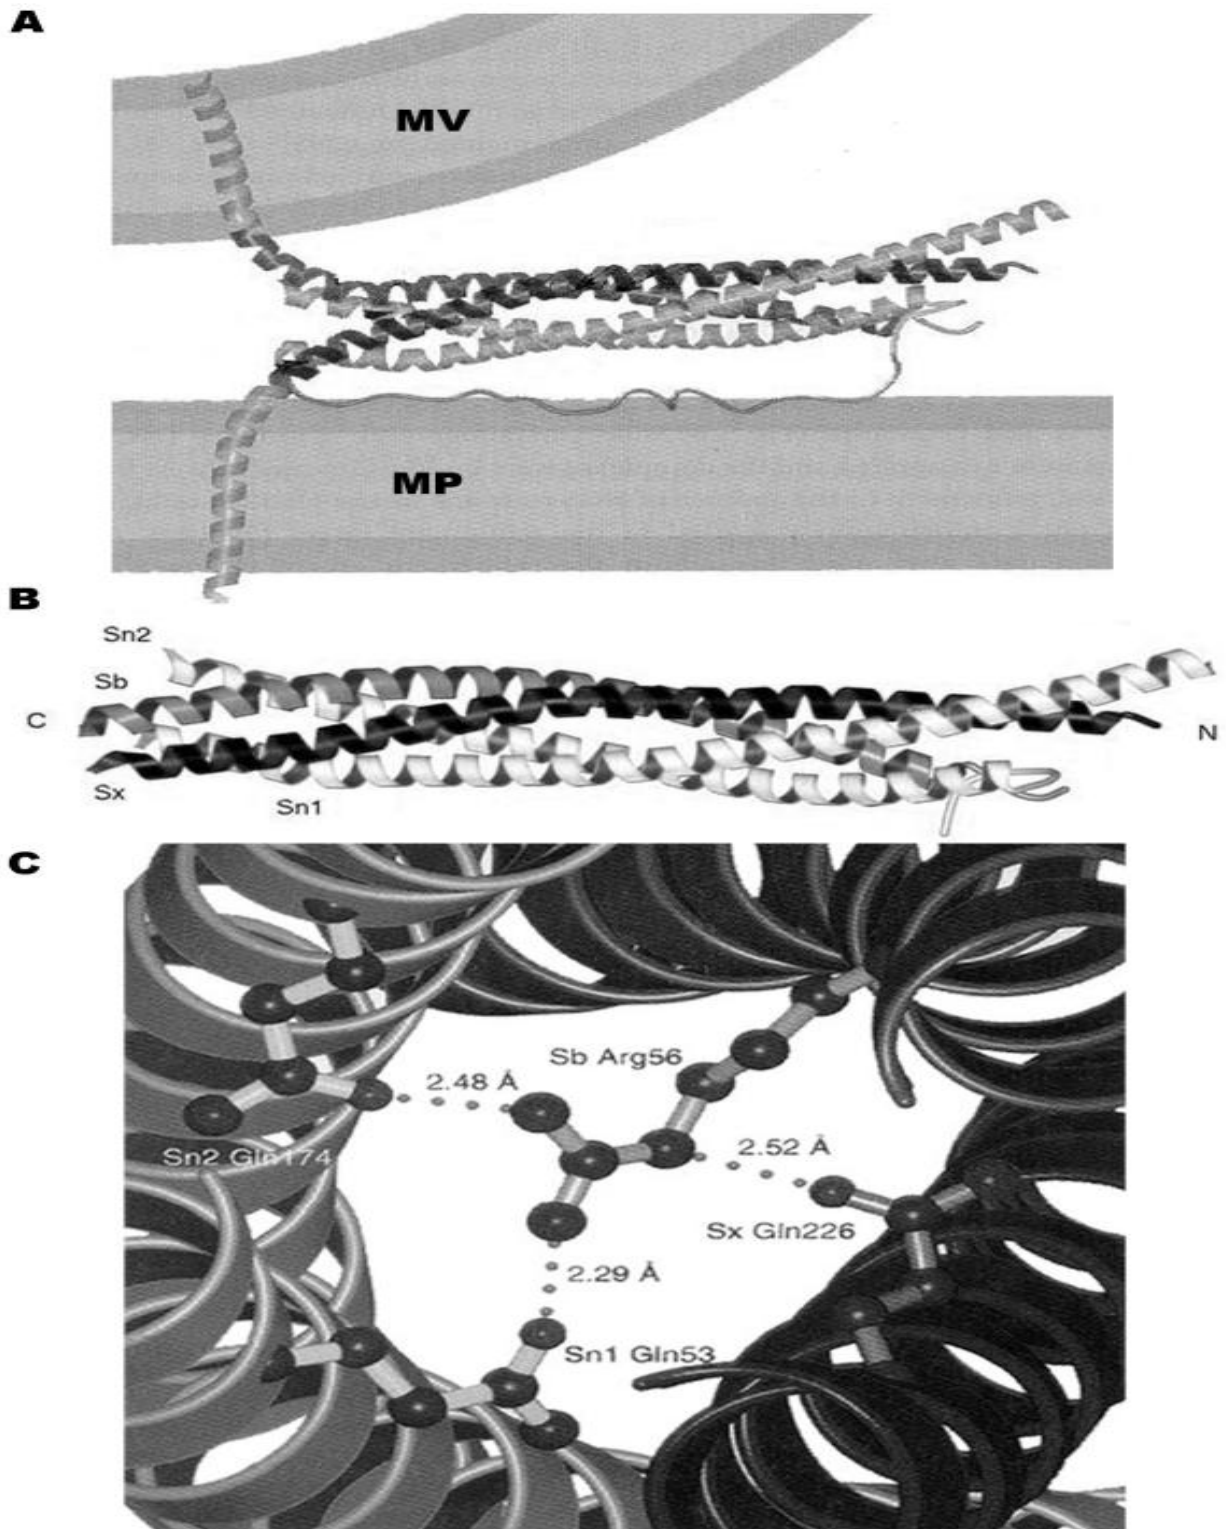 A
MV
MP
B
Sn2
Sb
C
N
Sx
Sn1
C
Sb Arg56
2.48 Å
Sn2 Gln174
2.52 Å
Sx Gln226
2.29 Å
Sn1 Gln53